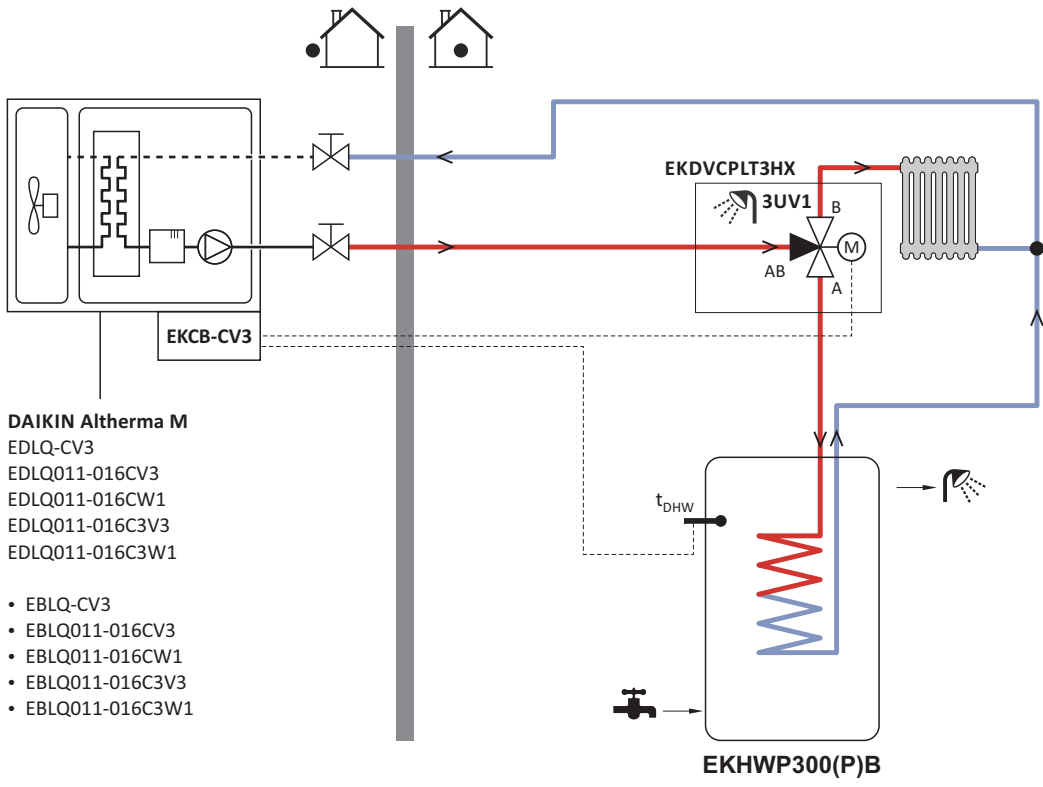 EKDVCPLT3HX
3UV1
B
M
AB
A
EKCB-CV3
DAIKIN Altherma M
EDLQ-CV3
EDLQ011-016CV3
EDLQ011-016CW1
EDLQ011-016C3V3
EDLQ011-016C3W1
• EBLQ-CV3
• EBLQ011-016CV3
• EBLQ011-016CW1
• EBLQ011-016C3V3
• EBLQ011-016C3W1
tDHW
EKHWP300(P)B